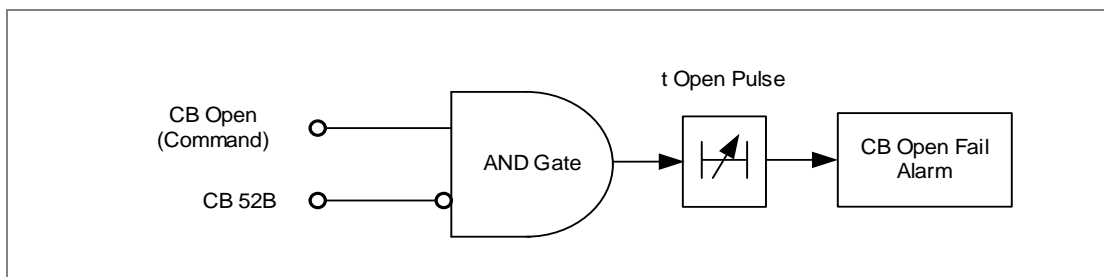 t Open Pulse
CB Open
(Command)
AND Gate
CB Open Fail
Alarm
CB 52B